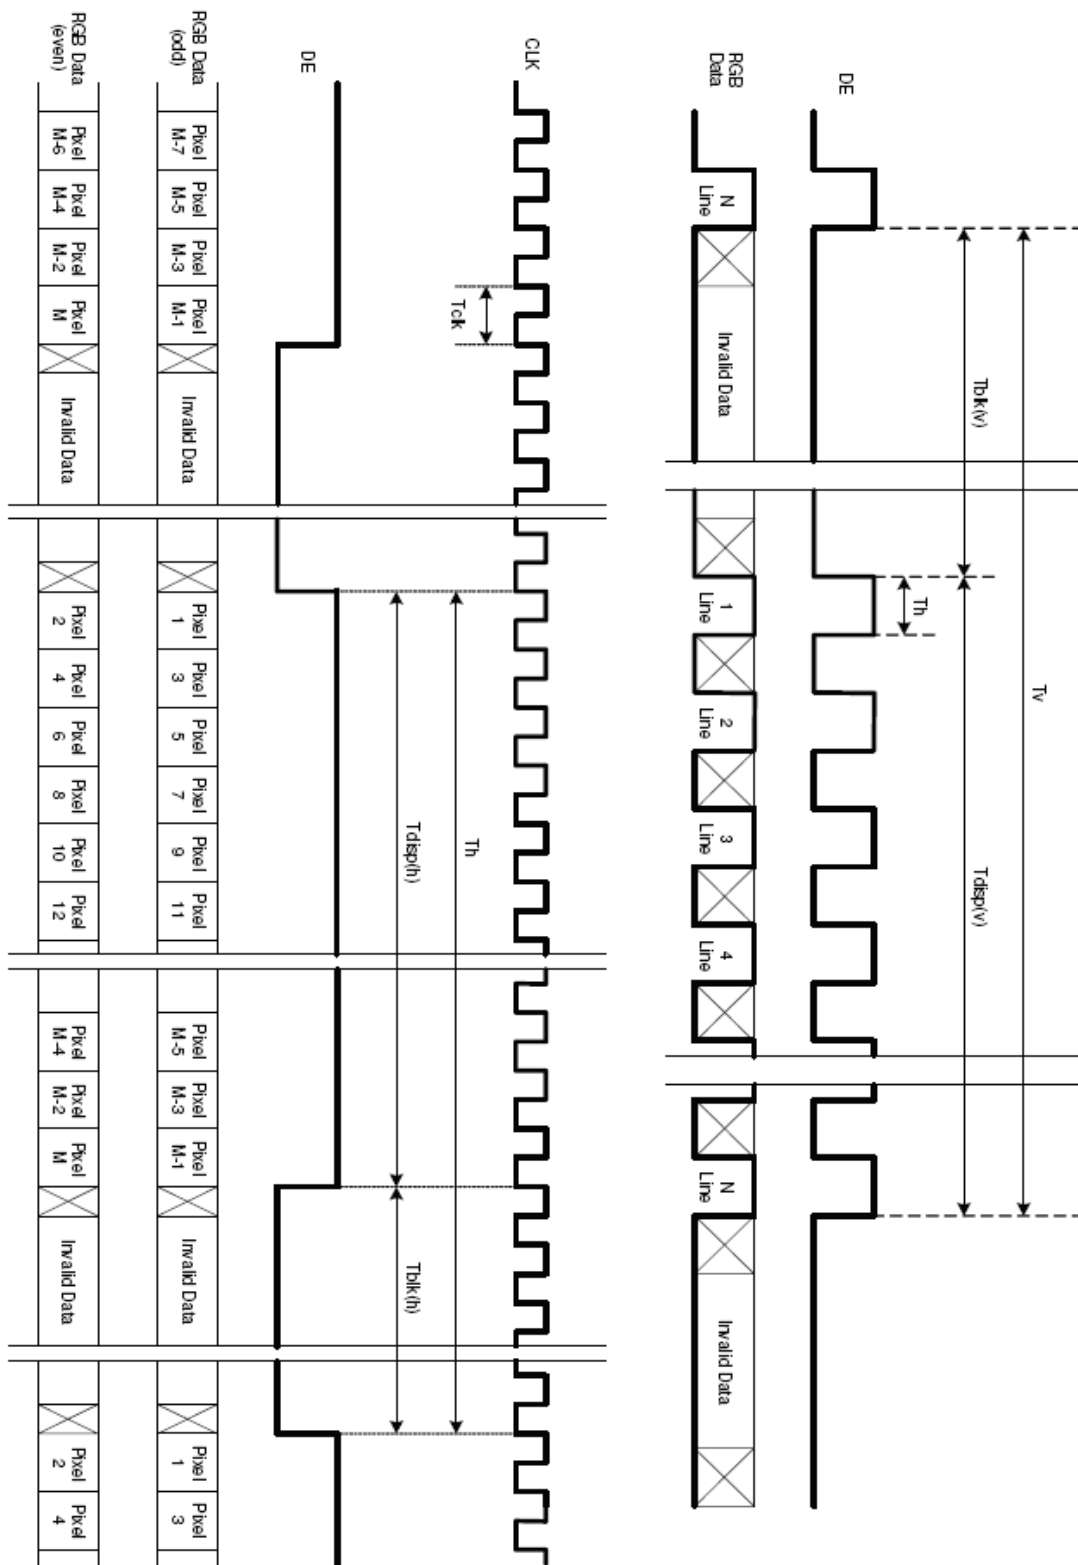 Tv
Tblk(v) Tdisp(v)
Th
DE
RGB N 1 2 3 4 N
Data Line Invalid Data Line Line Line Line Line Invalid Data
CLK
Tclk Th
Tdisp(h) Tblk(h)
DE
RGB Data Pixel Pixel Pixel Pixel Invalid Data Pixel Pixel Pixel Pixel Pixel Pixel Pixel Pixel Pixel Invalid Data Pixel Pixel
(odd) M-7 M-5 M-3 M-1 1 3 5 7 9 11 M-5 M-3 M-1 1 3
RGB Data Pixel Pixel Pixel Pixel Invalid Data Pixel Pixel Pixel Pixel Pixel Pixel Pixel Pixel Pixel Invalid Data Pixel Pixel
(even) M-6 M-4 M-2 M 2 4 6 8 10 12 M-4 M-2 M 2 4